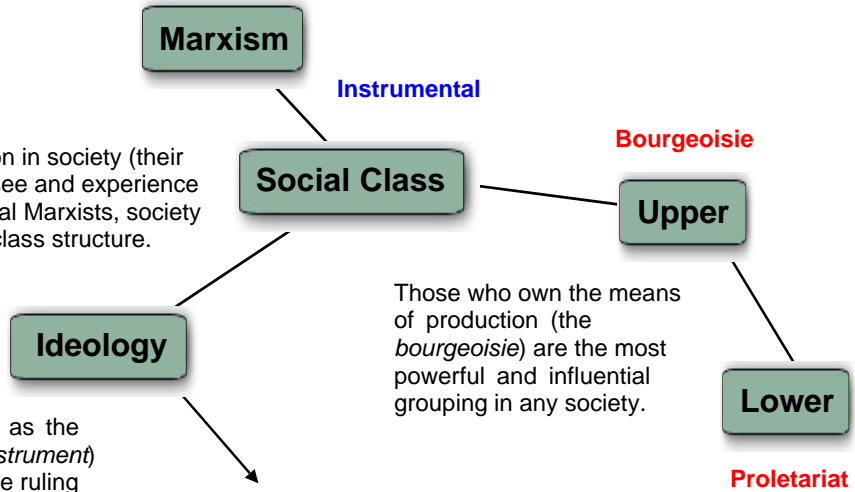 Marxism
Instrumental
Bourgeoisie
on in society (their
see and experience
al Marxists, society
class structure.
Social Class
Upper
Those who own the means
of production (the
bourgeoisie) are the most
powerful and influential
grouping in any society.
Ideology
Lower
as the
strument)
e ruling
Proletariat